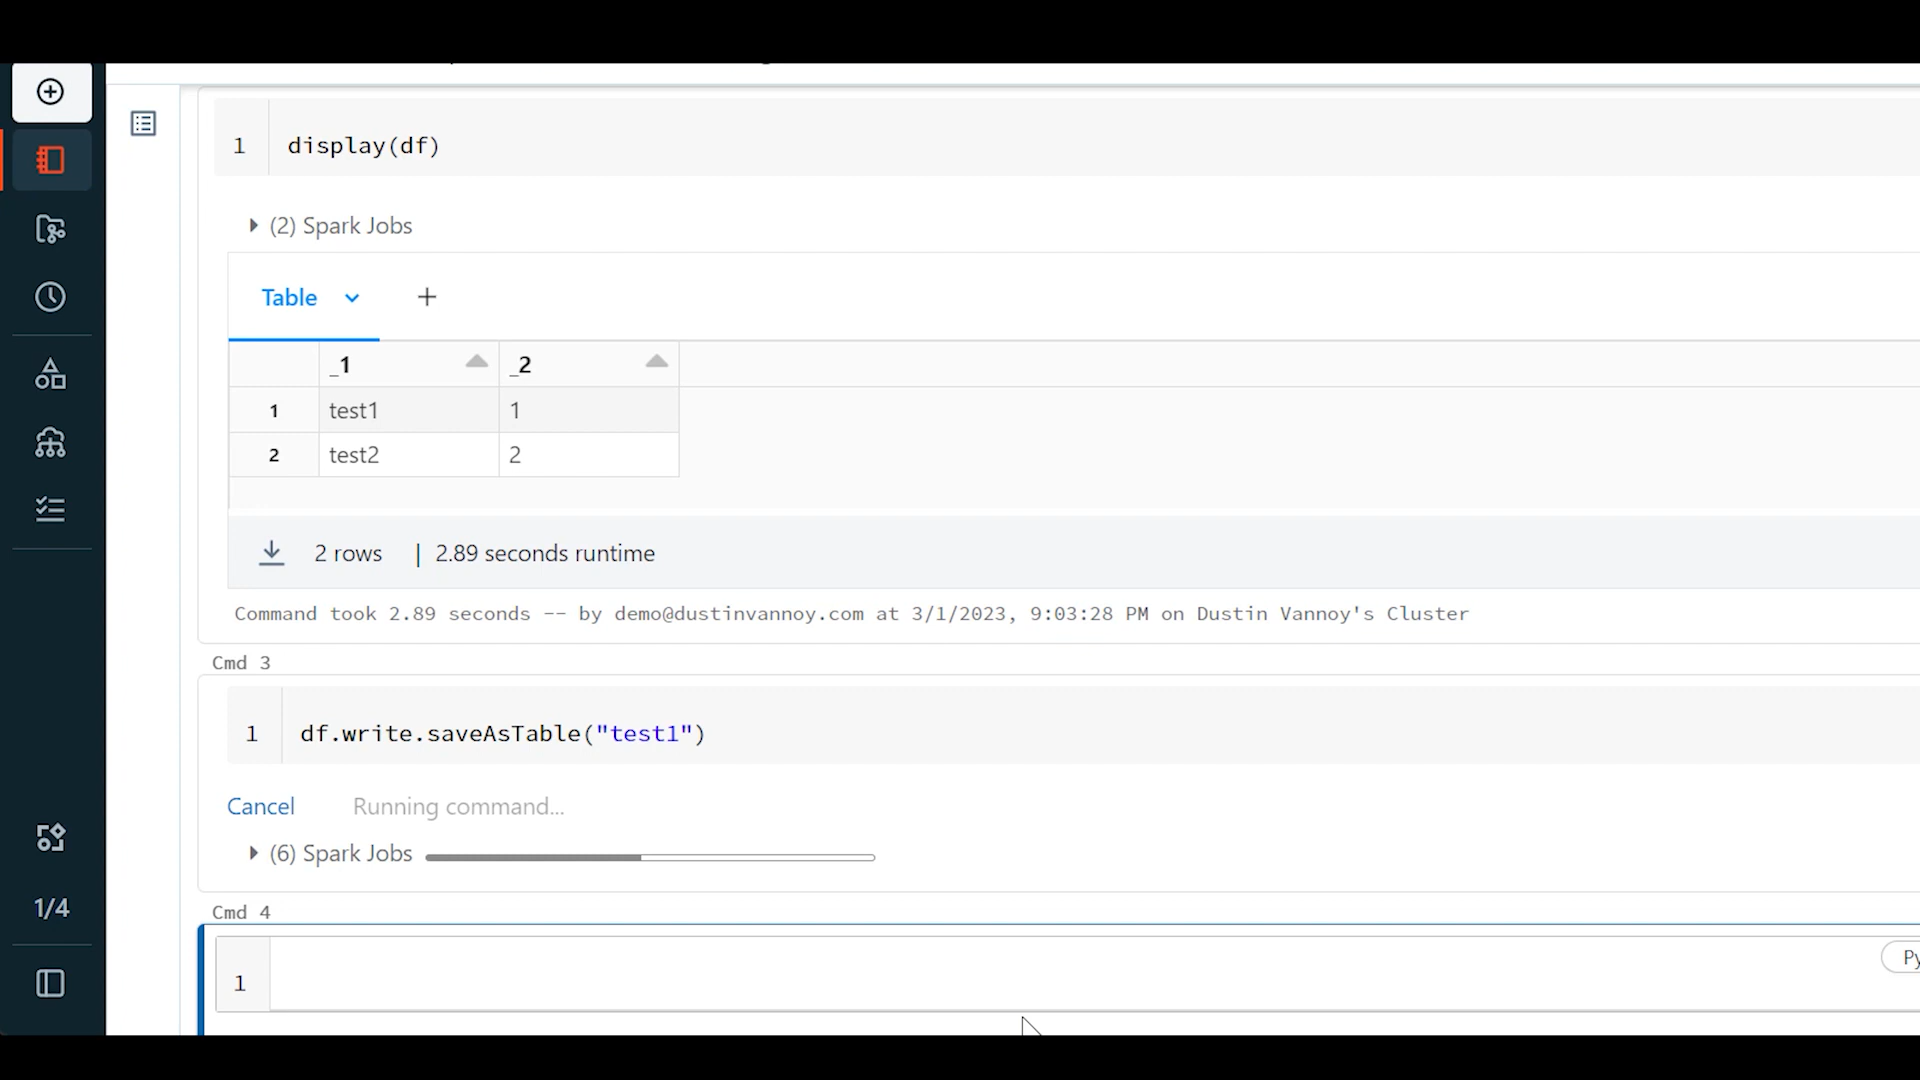 1 display(df)
(2) Spark Jobs
Table
_1 _2
1 test1 1
2 test2 2
2 rows | 2.89 seconds runtime
Command took 2.89 seconds -- by demo@dustinvannoy.com at 3/1/2023, 9:03:28 PM on Dustin Vannoy's Cluster
Cmd 3
1 df.write.saveAsTable("test1")
Cancel Running command...
(6) Spark Jobs
1/4
Cmd 4
Py
1